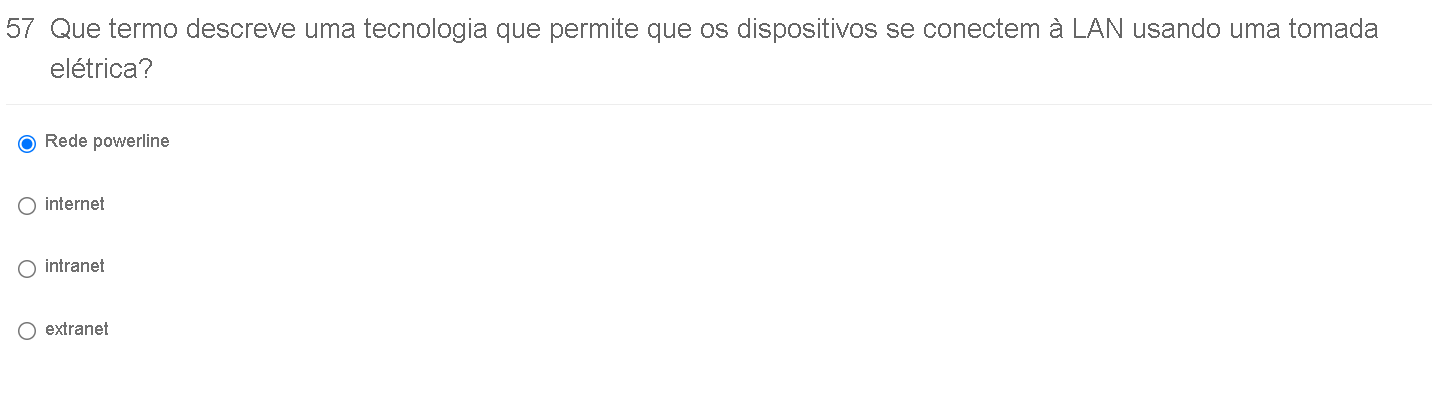 57 Que termo descreve uma tecnologia que permite que os dispositivos se conectem à LAN usando uma tomada
elétrica?
Rede powerline
internet
intranet
extranet